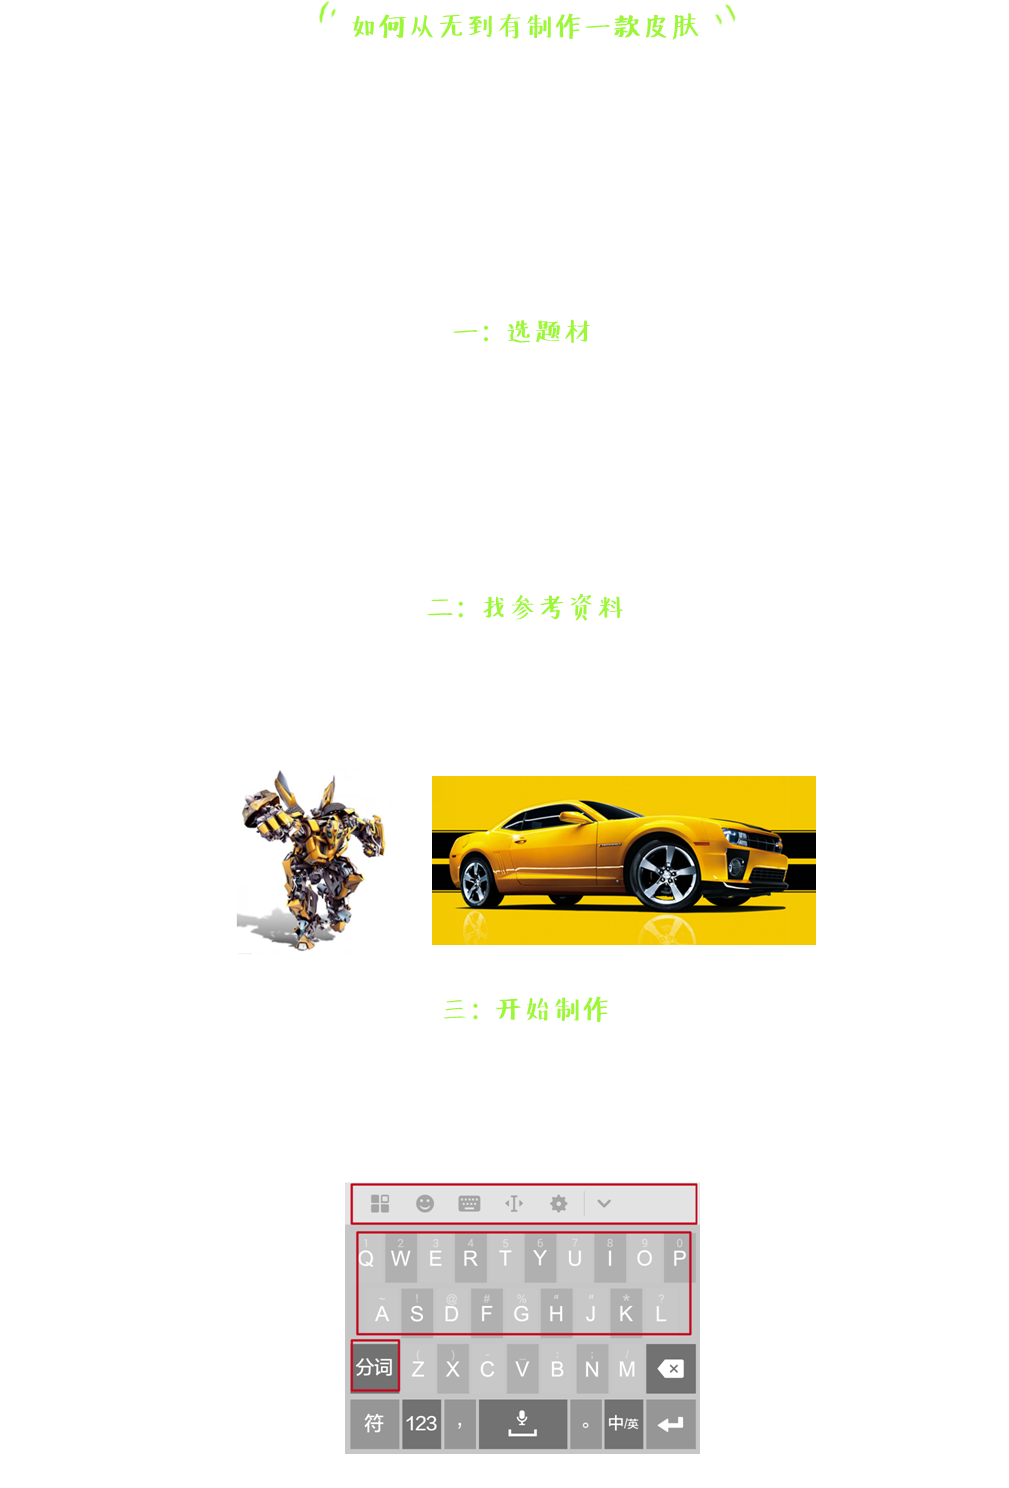 如何从无到有制作一款皮肤
一：选题材
二：找参考资料
三：开始制作
1 2 3 4 5 6 7 8 9 0
Q W E R T Y U I O P
~ ! @ # % " " * ?
A S D F G H J K L
( ) - _ : ; /
分词 Z X C V B N M
符 123 ， 。 中/英